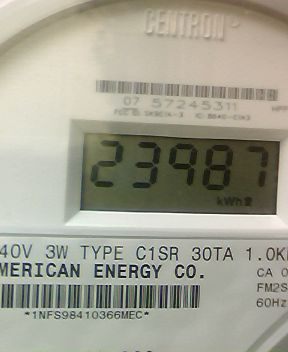 CENTRON
07 57245311
23987
kWh
40V 3W TYPE C1SR 30TA 1.0K
MERICAN ENERGY CO.
CA 0
FM2S
60Hz
*1NFS98410366MEC*